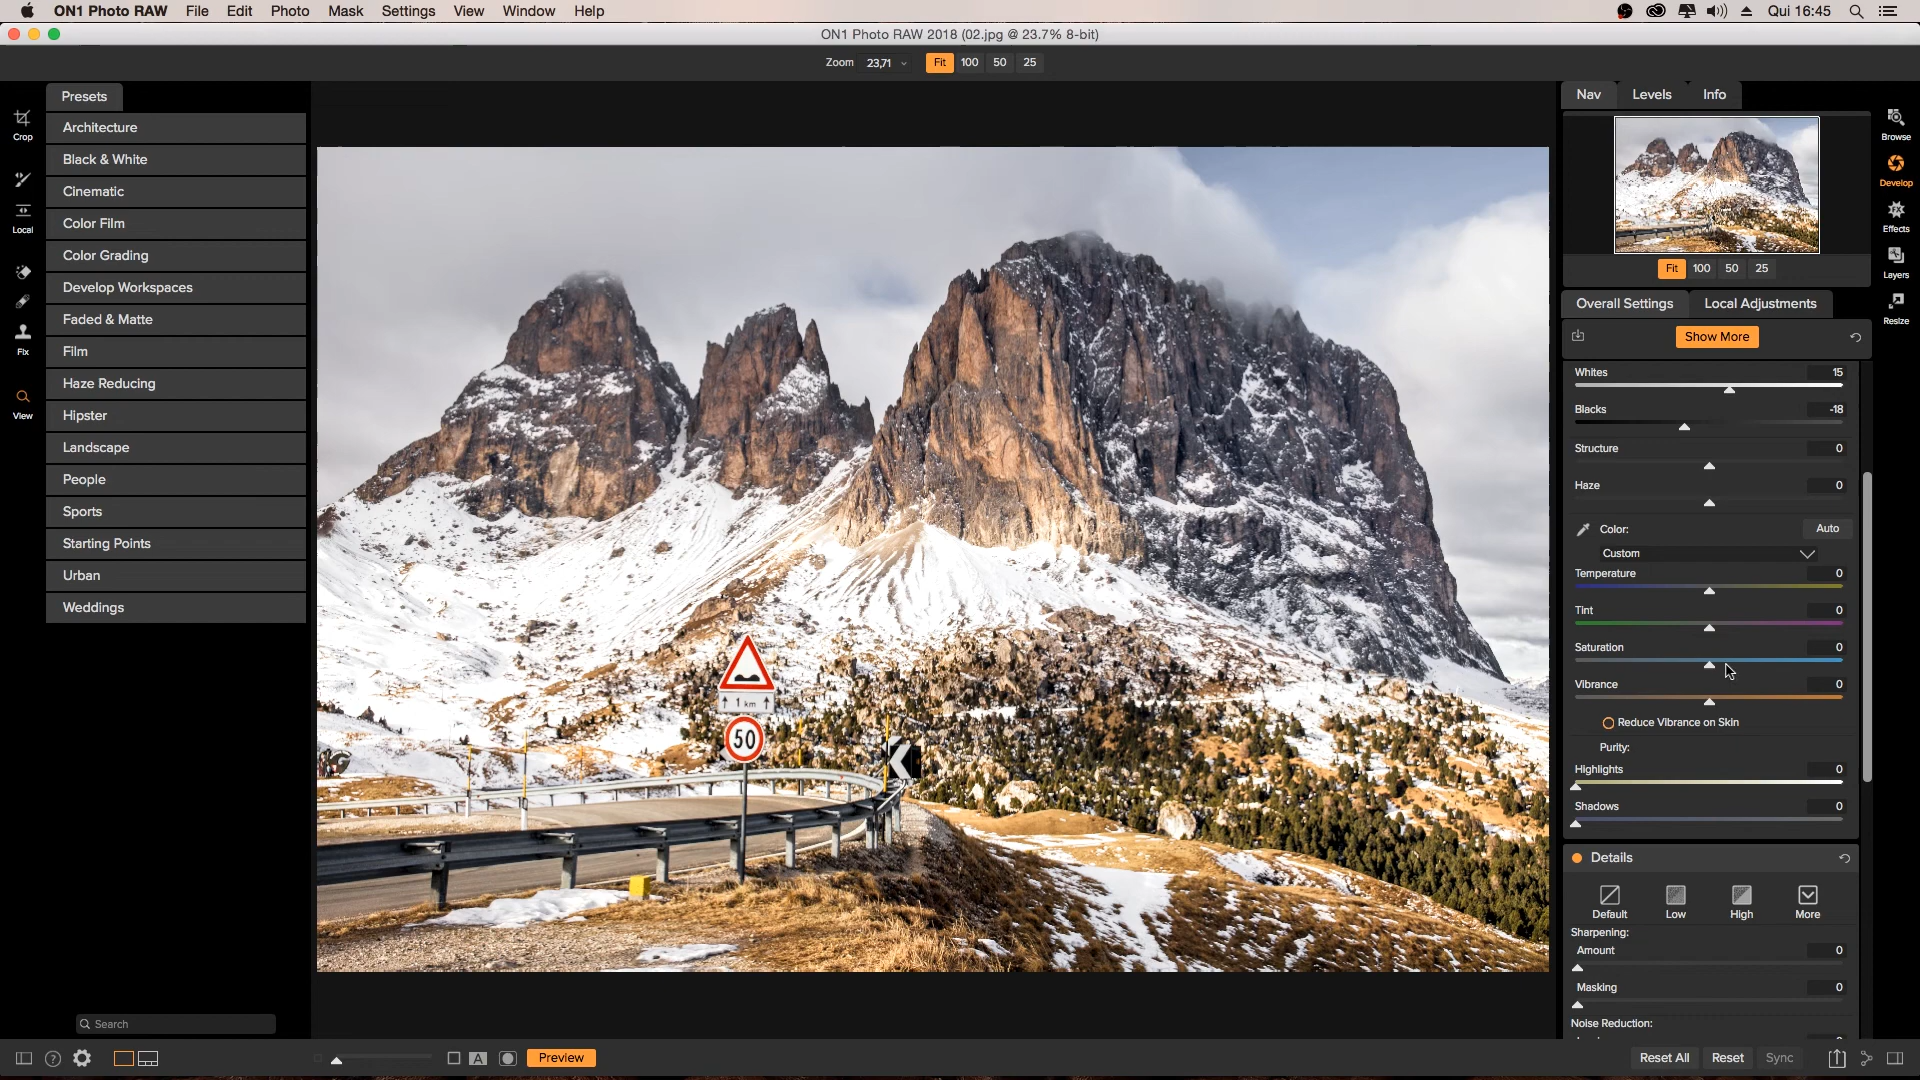 ON1 Photo RAW File Edit Photo Mask Settings View Window Help Qui 16:45
ON1 Photo RAW 2018 (02.jpg @ 23.7% 8-bit)
Zoom 23,71 Fit 100 50 25
Presets
Architecture
Black & White
Cinematic
Color Film
Color Grading
Develop Workspaces
Faded & Matte
Film
Haze Reducing
Hipster
Landscape
People
Sports
Starting Points
Urban
Weddings
Search
Crop
Local
Fix
View
1 km
50
Nav Levels Info
Fit 100 50 25
Overall Settings Local Adjustments
Show More
Whites 15
Blacks -18
Structure 0
Haze 0
Color: Auto
Custom
Temperature 0
Tint 0
Saturation 0
Vibrance 0
Reduce Vibrance on Skin
Purity:
Highlights 0
Shadows 0
Details
Default Low High More
Sharpening:
Amount 0
Masking 0
Noise Reduction:
Browse
Develop
Effects
Layers
Resize
A Preview
Reset All Reset Sync